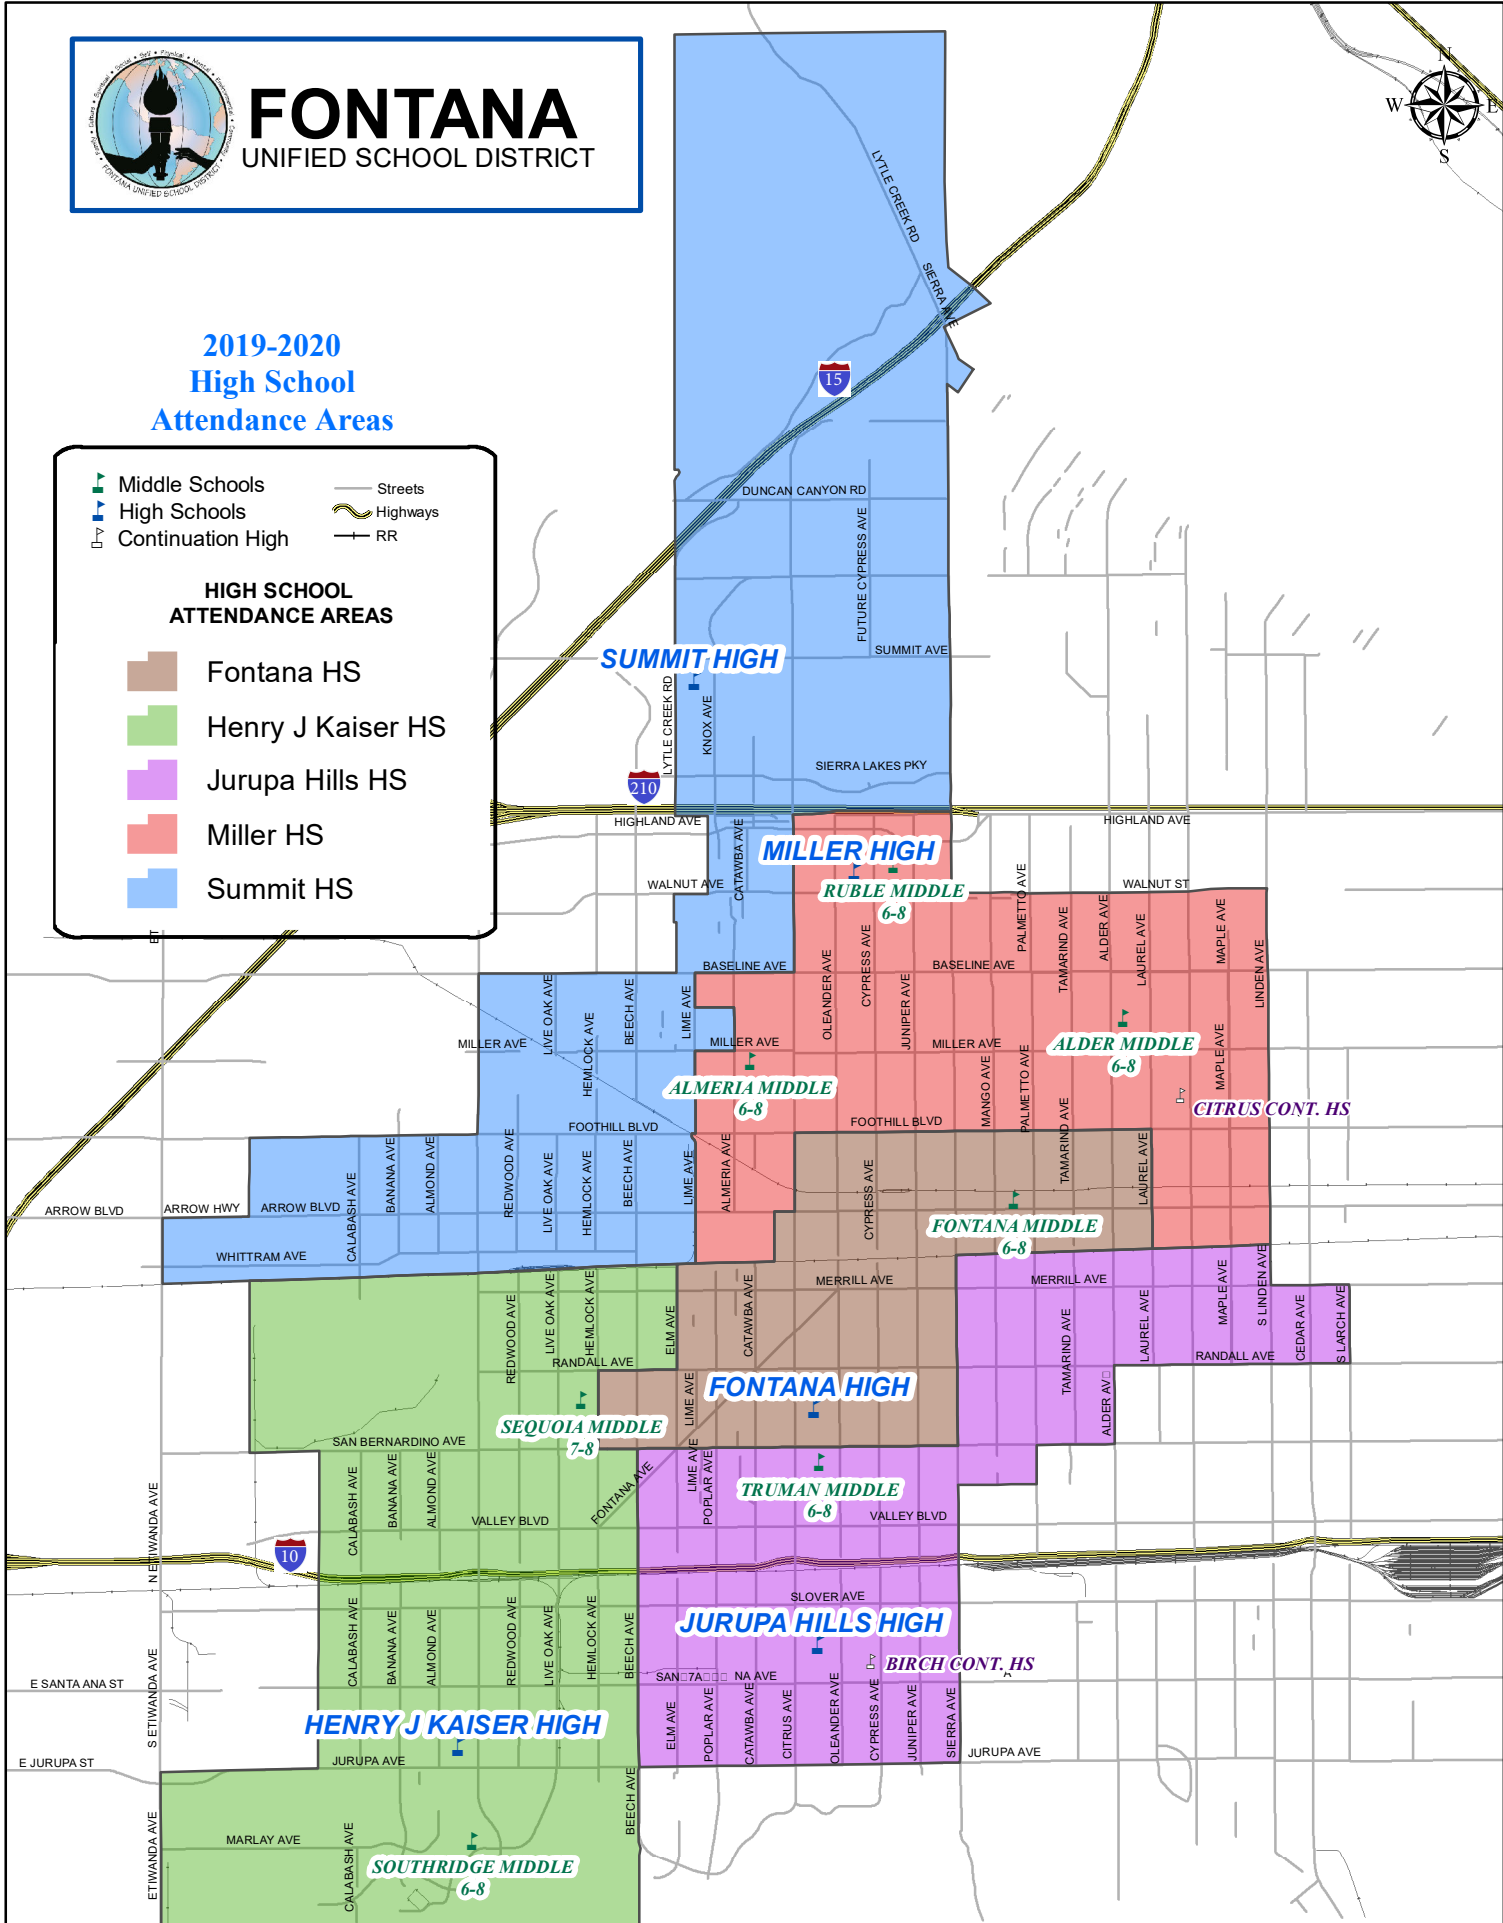 FONTANA
UNIFIED SCHOOL DISTRICT
FONTANA UNIFIED SCHOOL DISTRICT
N
W
E
S
2019-2020
High School
Attendance Areas
Middle Schools
High Schools
Continuation High
Streets
Highways
RR
HIGH SCHOOL
ATTENDANCE AREAS
Fontana HS
Henry J Kaiser HS
Jurupa Hills HS
Miller HS
Summit HS
LYTLE CREEK RD
SIERRA AVE
15
DUNCAN CANYON RD
FUTURE CYPRESS AVE
SUMMIT AVE
SUMMIT HIGH
LYTLE CREEK RD
KNOX AVE
SIERRA LAKES PKY
210
HIGHLAND AVE
HIGHLAND AVE
CATAWBA AVE
MILLER HIGH
RUBLE MIDDLE
6-8
WALNUT AVE
WALNUT ST
PALMETTO AVE
TAMARIND AVE
ALDER AVE
LAUREL AVE
MAPLE AVE
LINDEN AVE
OLEANDER AVE
CYPRESS AVE
JUNIPER AVE
BASELINE AVE
BASELINE AVE
LIVE OAK AVE
HEMLOCK AVE
BEECH AVE
LIME AVE
MILLER AVE
MILLER AVE
MILLER AVE
ALDER MIDDLE
6-8
ALMERIA MIDDLE
6-8
MANGO AVE
PALMETTO AVE
TAMARIND AVE
MAPLE AVE
CITRUS CONT. HS
FOOTHILL BLVD
FOOTHILL BLVD
CALABASH AVE
BANANA AVE
ALMOND AVE
REDWOOD AVE
LIVE OAK AVE
HEMLOCK AVE
BEECH AVE
LIME AVE
ALMERIA AVE
CYPRESS AVE
LAUREL AVE
ARROW BLVD
ARROW HWY
ARROW BLVD
FONTANA MIDDLE
6-8
WHITTRAM AVE
MERRILL AVE
MERRILL AVE
REDWOOD AVE
LIVE OAK AVE
HEMLOCK AVE
ELM AVE
CATAWBA AVE
TAMARIND AVE
LAUREL AVE
MAPLE AVE
S LINDEN AVE
CEDAR AVE
S LARCH AVE
RANDALL AVE
RANDALL AVE
FONTANA HIGH
LIME AVE
ALDER AV□
SEQUOIA MIDDLE
7-8
SAN BERNARDINO AVE
CALABASH AVE
BANANA AVE
ALMOND AVE
FONTANA AVE
LIME AVE
POPLAR AVE
TRUMAN MIDDLE
6-8
VALLEY BLVD
VALLEY BLVD
N ETIWANDA AVE
10
SLOVER AVE
JURUPA HILLS HIGH
CALABASH AVE
BANANA AVE
ALMOND AVE
REDWOOD AVE
LIVE OAK AVE
HEMLOCK AVE
BEECH AVE
BIRCH CONT. HS
SAN□7A□□□ NA AVE
E SANTA ANA ST
S ETIWANDA AVE
HENRY J KAISER HIGH
ELM AVE
POPLAR AVE
CATAWBA AVE
CITRUS AVE
OLEANDER AVE
CYPRESS AVE
JUNIPER AVE
SIERRA AVE
E JURUPA ST
JURUPA AVE
JURUPA AVE
ETIWANDA AVE
MARLAY AVE
CALABASH AVE
BEECH AVE
SOUTHRIDGE MIDDLE
6-8